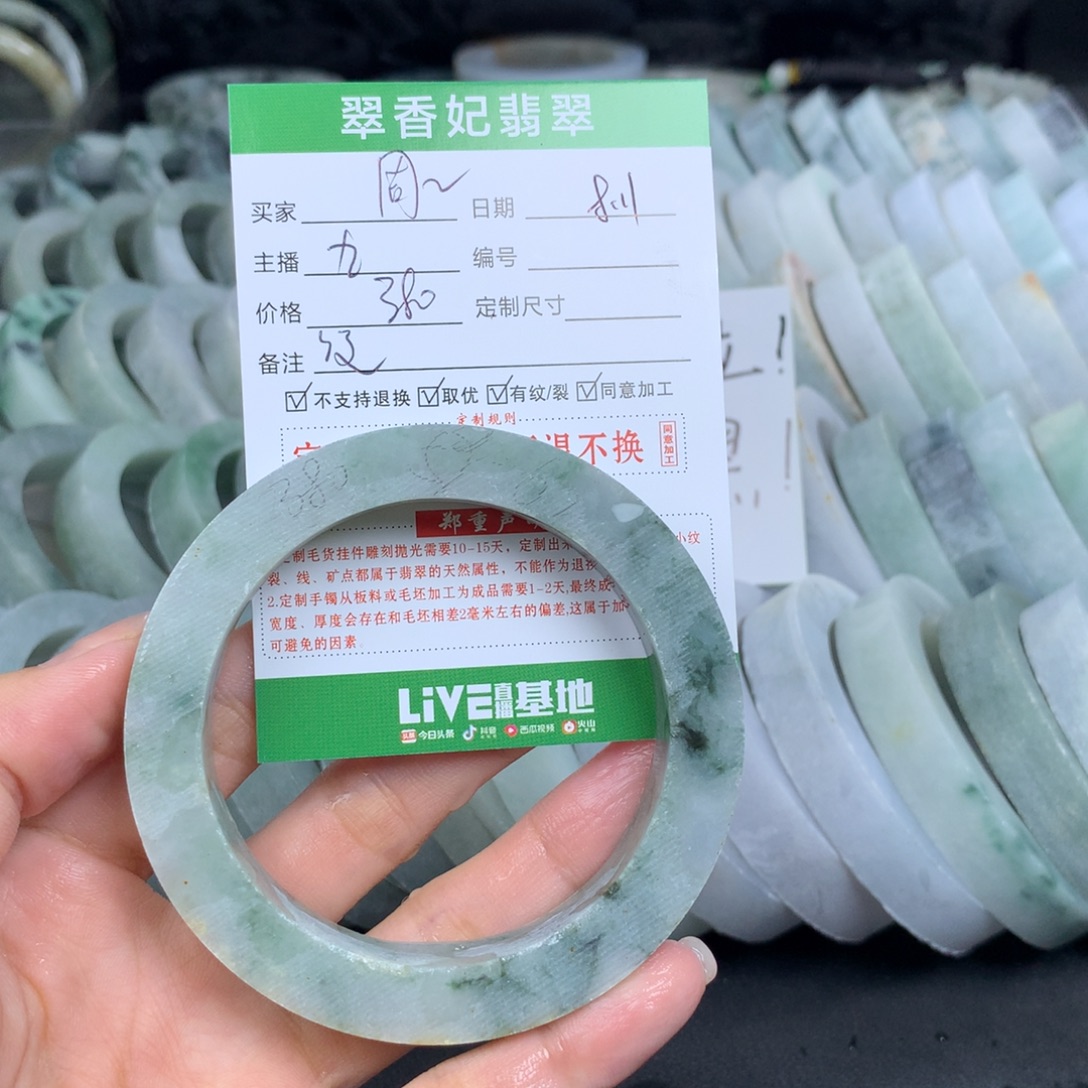 翠香妃翡翠
买家 周～ 日期
主播 九 编号
价格 380 定制尺寸
备注 纹
不支持退换 取优 有纹/裂 同意加工
定制规则
退不换 同意加工
郑重声
制毛货挂件雕刻抛光需要10-15天，定制出来 小纹
裂、线、矿点都属于翡翠的天然属性，不能作为退换
2.定制手镯从板料或毛坯加工为成品需要1-2天,最终成
宽度、厚度会存在和毛坯相差2毫米左右的偏差,这属于加
可避免的因素
LiVE直播基地
头条 今日头条 抖音 西瓜视频 火山
380